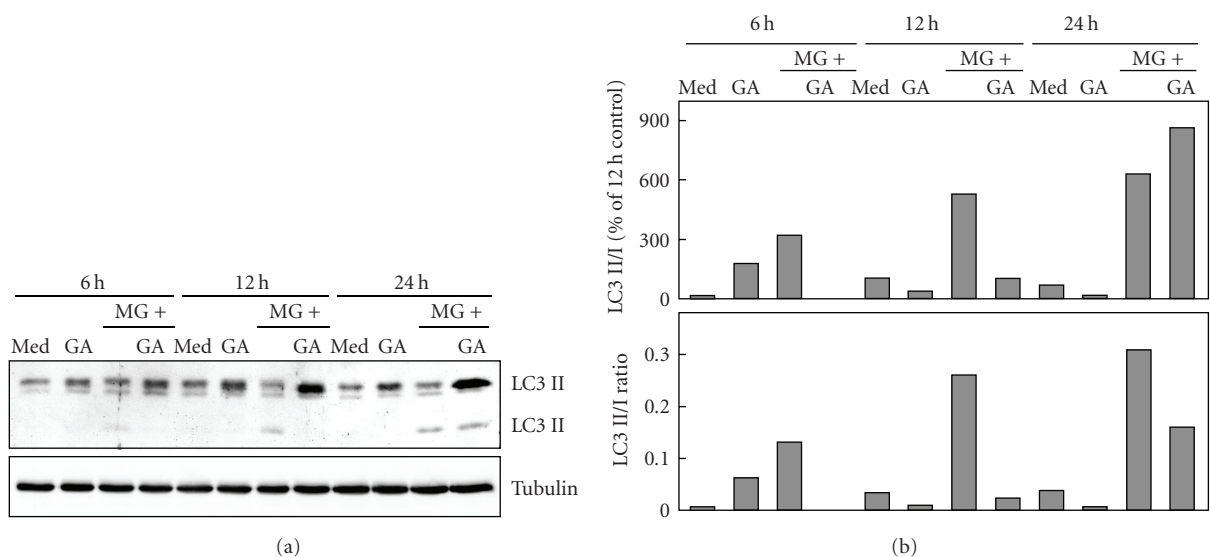 6 h 12 h 24 h
MG + MG + MG +
Med GA GA Med GA GA Med GA GA
LC3 II
LC3 II
Tubulin
(a)
6 h 12 h 24 h
MG + MG + MG +
Med GA GA Med GA GA Med GA GA
LC3 II/I (% of 12 h control)
900
600
300
0
LC3 II/I ratio
0.3
0.2
0.1
0
(b)